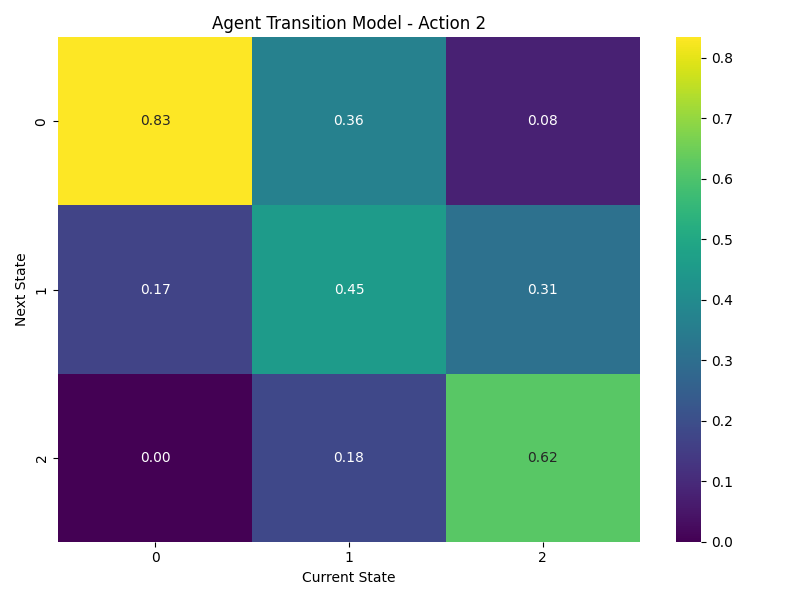 Agent Transition Model - Action 2
0.83 0.36 0.08
0.17 0.45 0.31
0.00 0.18 0.62
Next State
0
1
2
0 1 2
Current State
0.8
0.7
0.6
0.5
0.4
0.3
0.2
0.1
0.0